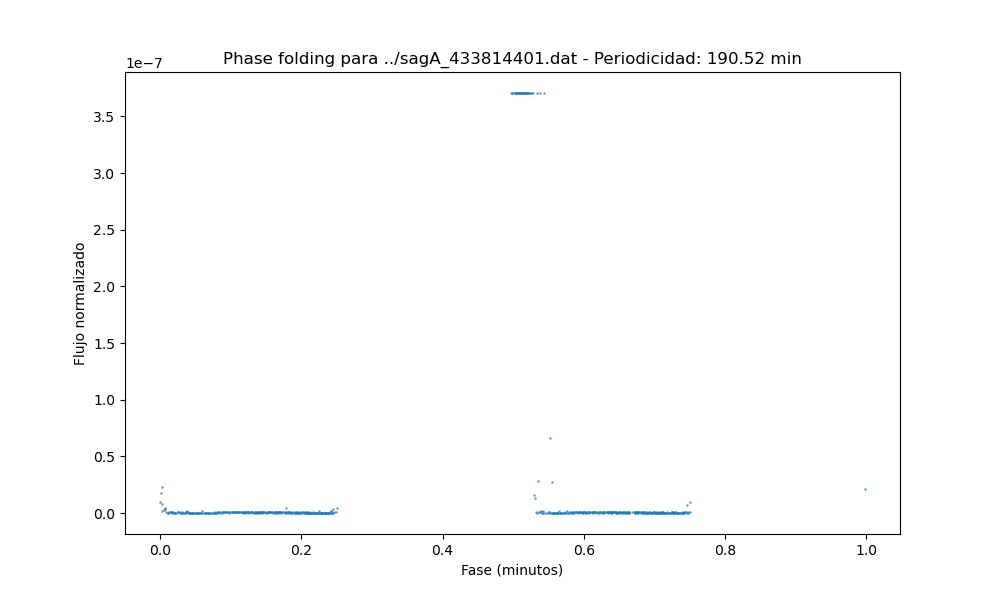 Phase folding para ../sagA_433814401.dat - Periodicidad: 190.52 min
1e−7
3.5
3.0
2.5
2.0
1.5
1.0
0.5
0.0
Flujo normalizado
0.0 0.2 0.4 0.6 0.8 1.0
Fase (minutos)